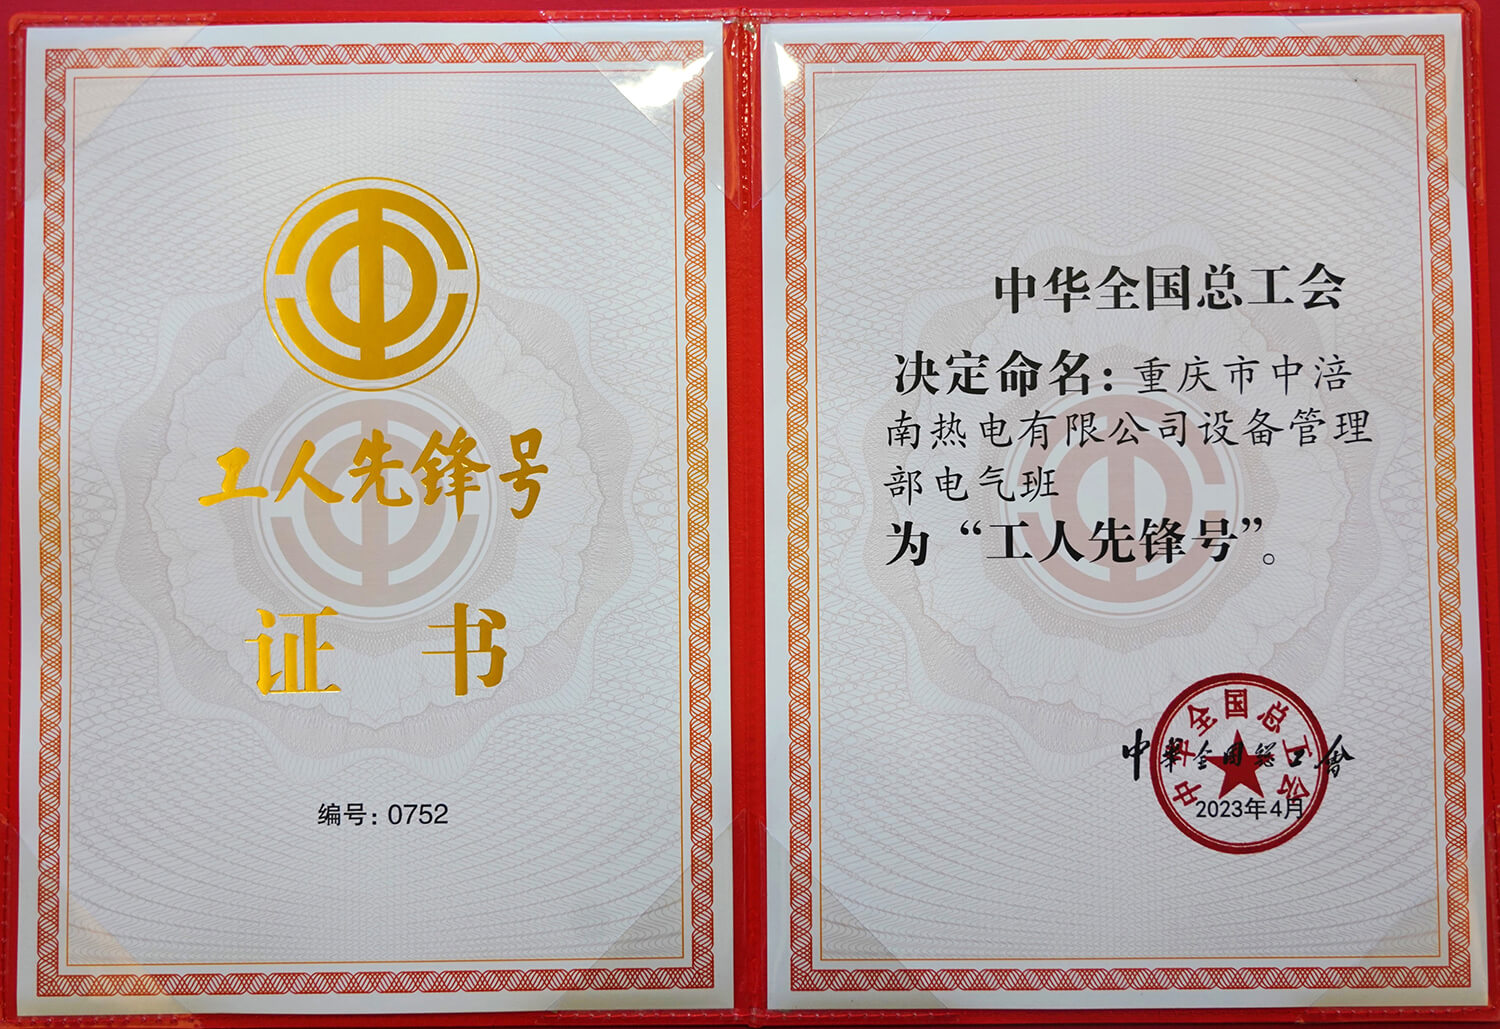 工人先锋号
证 书
编号：0752
中华全国总工会
决定命名：重庆市中涪
南热电有限公司设备管理
部电气班
为“工人先锋号”。
中华全国总工会
中華全国總工會
2023年4月